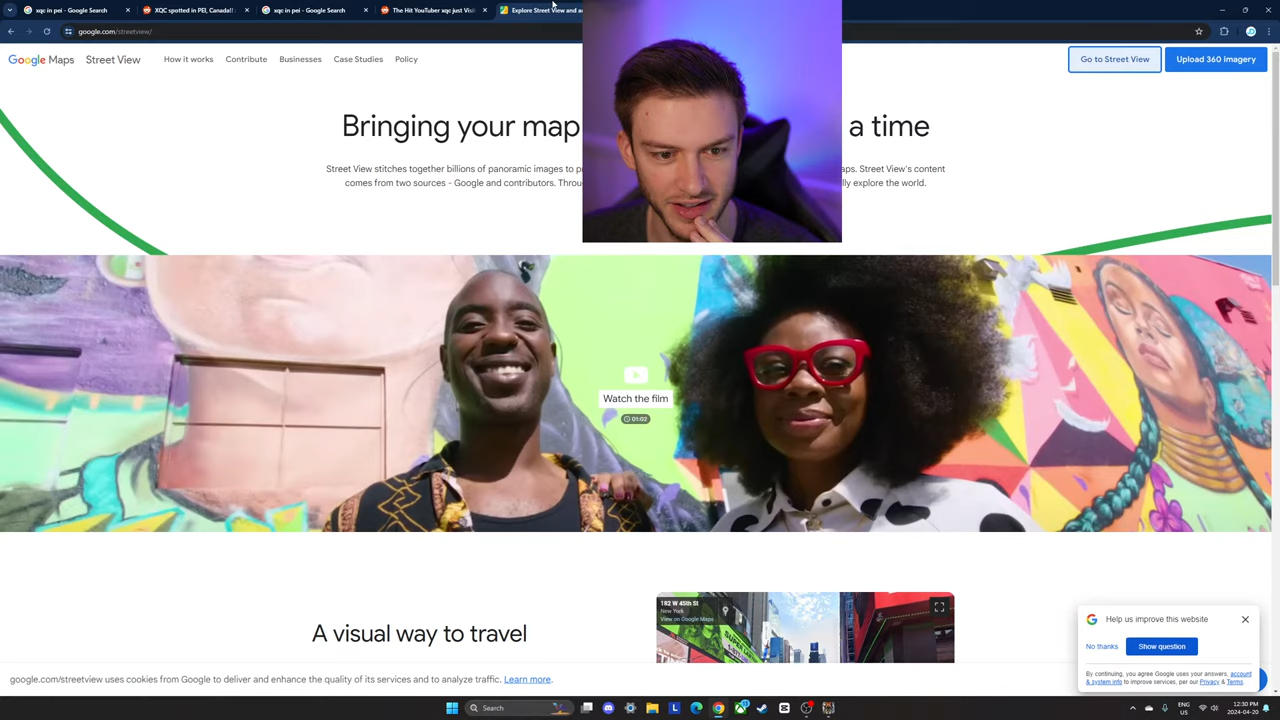 xqc in pei - Google Search
XQC spotted in PEI, Canada!!
xqc in pei - Google Search
The Hit YouTuber xqc just Visit
Explore Street View and a
google.com/streetview/
Google Maps Street View How it works Contribute Businesses Case Studies Policy Go to Street View Upload 360 imagery
Bringing your map a time
Street View stitches together billions of panoramic images to p aps. Street View's content
comes from two sources - Google and contributors. Throu lly explore the world.
Watch the film
01:02
182 W 45th St
New York
View on Google Maps
A visual way to travel
Help us improve this website
No thanks Show question
By continuing, you agree Google uses your answers, account
& system info to improve services, per our Privacy & Terms.
google.com/streetview uses cookies from Google to deliver and enhance the quality of its services and to analyze traffic. Learn more.
Search
ENG
US
12:30 PM
2024-04-20